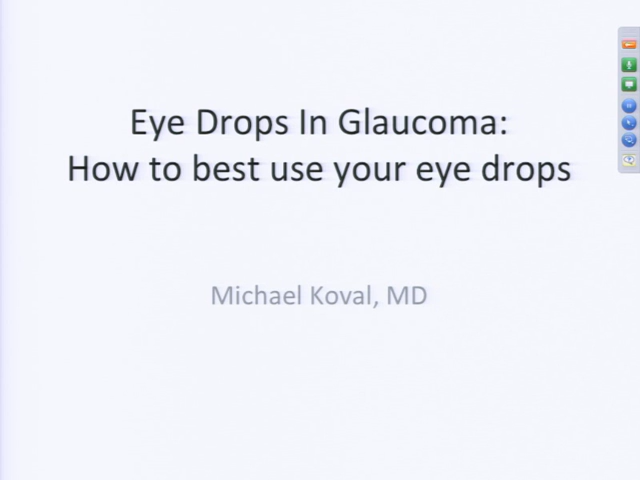 Eye Drops In Glaucoma:
How to best use your eye drops
Michael Koval, MD